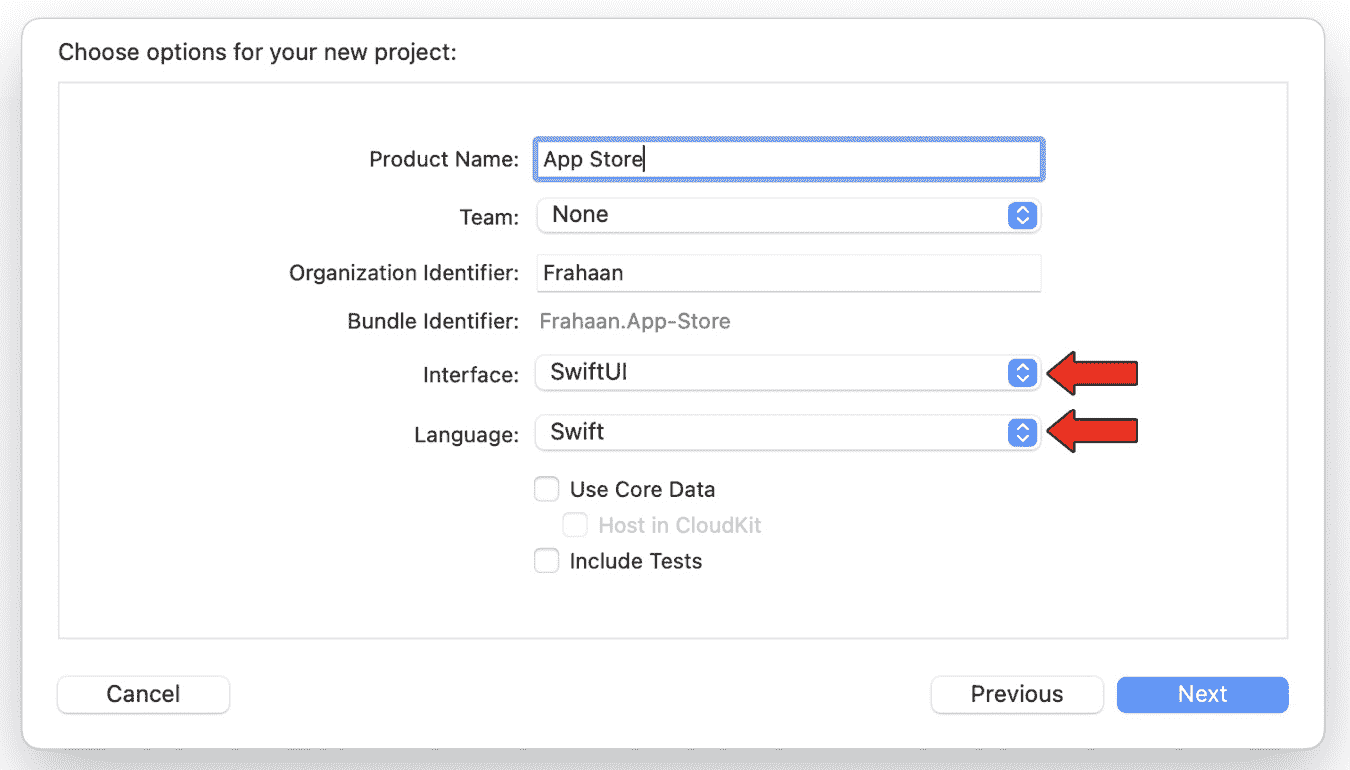 Choose options for your new project:
Product Name: App Store
Team: None
Organization Identifier: Frahaan
Bundle Identifier: Frahaan.App-Store
Interface: SwiftUI
Language: Swift
Use Core Data
Host in CloudKit
Include Tests
Cancel Previous Next